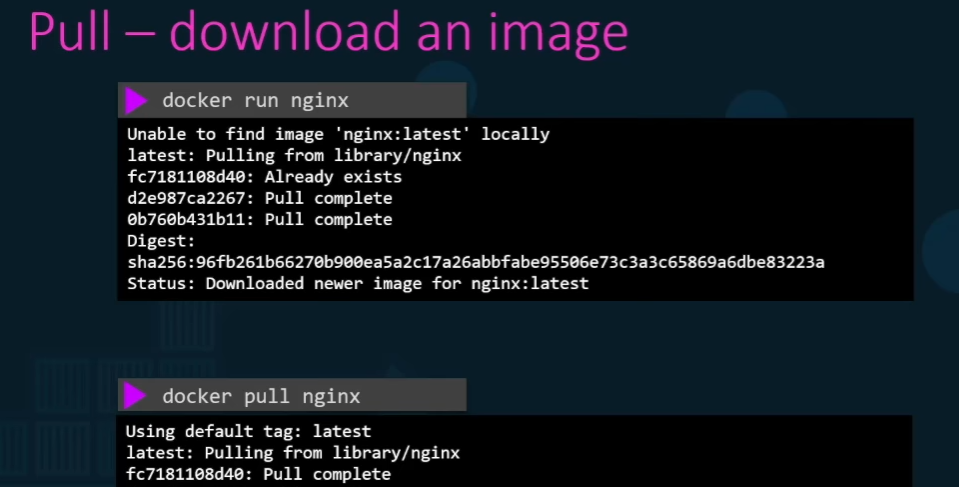 Pull – download an image
docker run nginx
Unable to find image 'nginx:latest' locally
latest: Pulling from library/nginx
fc7181108d40: Already exists
d2e987ca2267: Pull complete
0b760b431b11: Pull complete
Digest:
sha256:96fb261b66270b900ea5a2c17a26abbfabe95506e73c3a3c65869a6dbe83223a
Status: Downloaded newer image for nginx:latest
docker pull nginx
Using default tag: latest
latest: Pulling from library/nginx
fc7181108d40: Pull complete